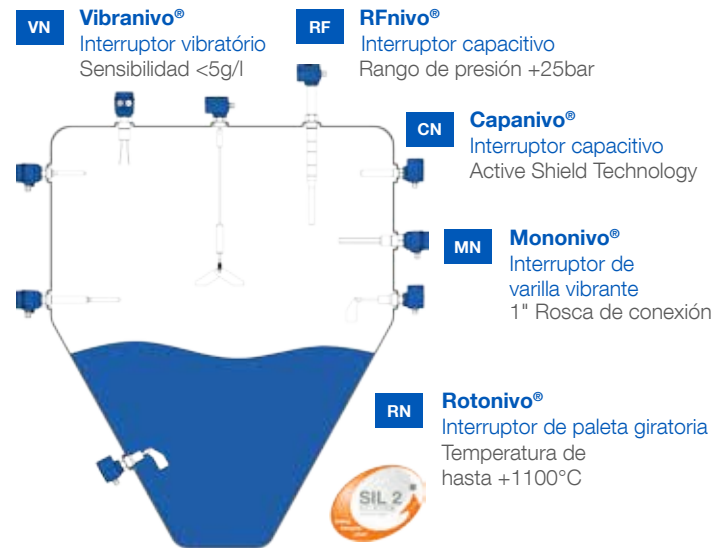 VN
Vibranivo®
Interruptor vibratório
Sensibilidad <5g/l
RF
RFnivo®
Interruptor capacitivo
Rango de presión +25bar
CN
Capanivo®
Interruptor capacitivo
Active Shield Technology
MN
Mononivo®
Interruptor de
varilla vibrante
1" Rosca de conexión
RN
Rotonivo®
Interruptor de paleta giratoria
Temperatura de
hasta +1100°C
SIL 2